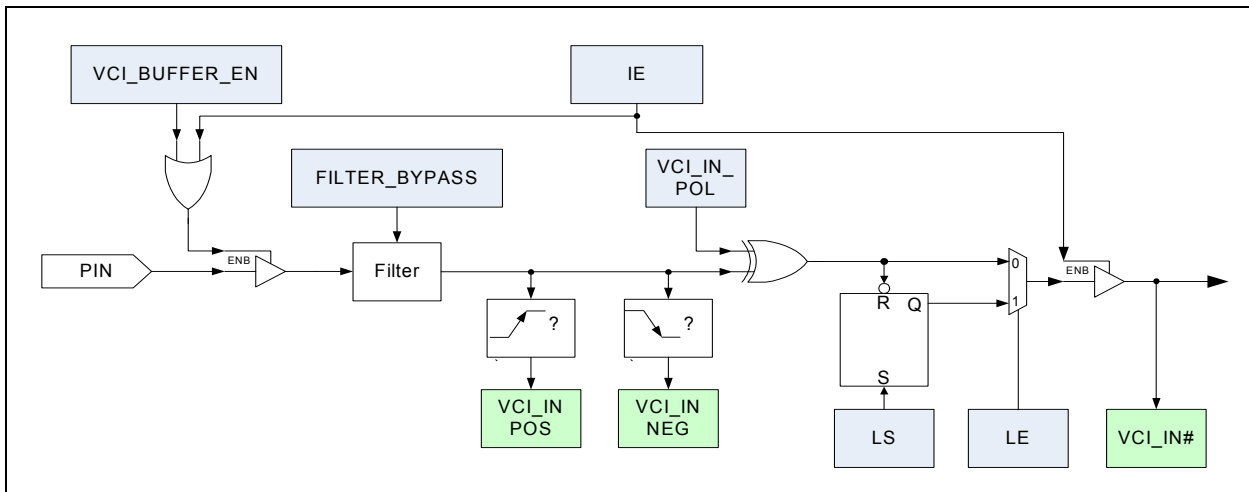 VCI_BUFFER_EN
IE
FILTER_BYPASS
VCI_IN_
POL
ENB
PIN
Filter
0
ENB
1
R
Q
?
?
S
VCI_IN
POS
VCI_IN
NEG
LS
LE
VCI_IN#